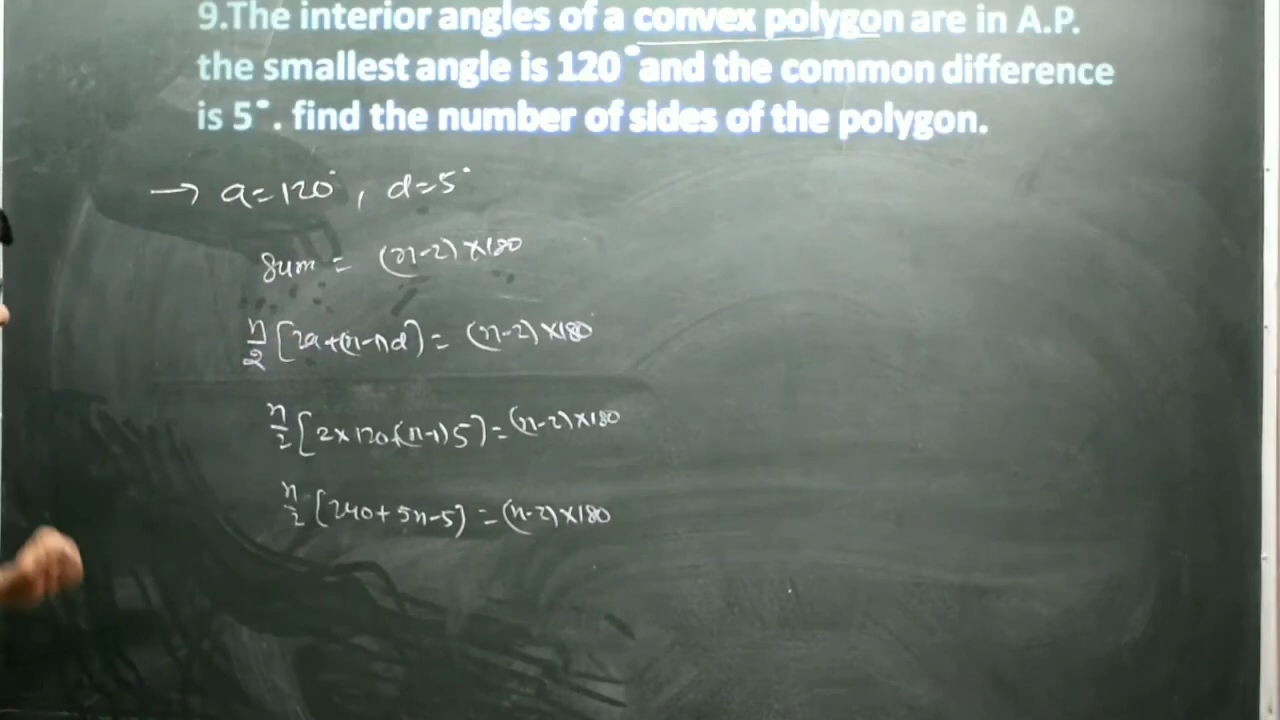 9.The interior angles of a convex polygon are in A.P.
the smallest angle is 120° and the common difference
is 5°. find the number of sides of the polygon.
→ a=120°, d=5°
Sum = (n-2)×180
n/2 [2a+(n-1)d] = (n-2)×180
n/2 [2×120+(n-1)5] = (n-2)×180
n/2 [240+5n-5] = (n-2)×180